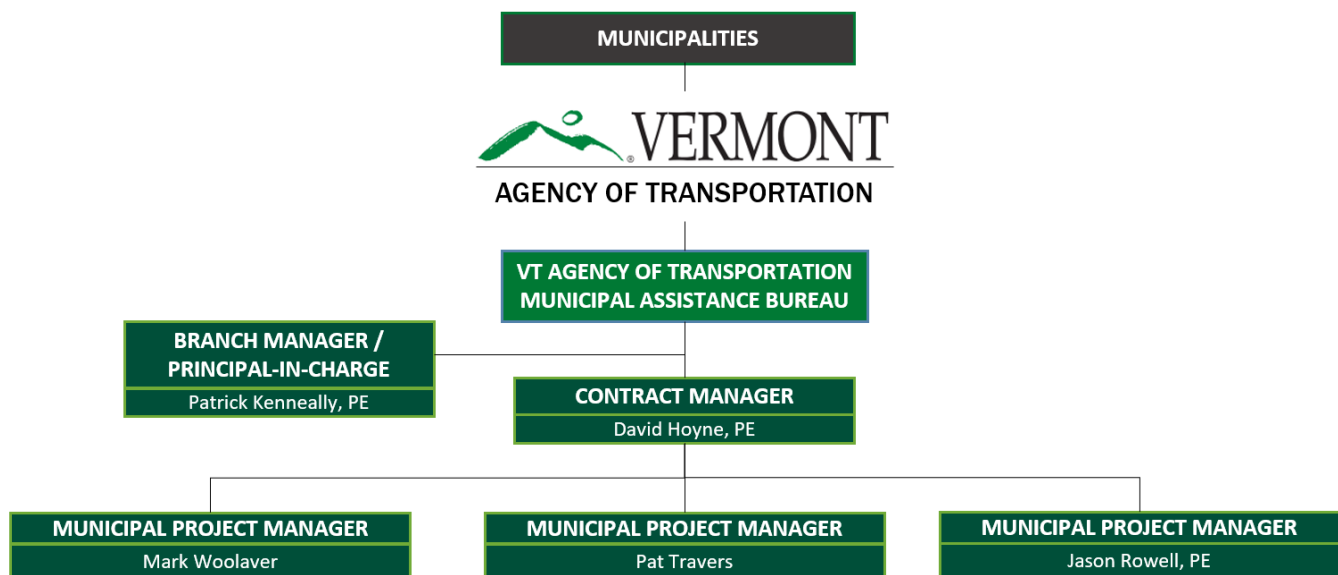 MUNICIPALITIES
® VERMONT
AGENCY OF TRANSPORTATION
VT AGENCY OF TRANSPORTATION
MUNICIPAL ASSISTANCE BUREAU
BRANCH MANAGER /
PRINCIPAL-IN-CHARGE
Patrick Kenneally, PE
CONTRACT MANAGER
David Hoyne, PE
MUNICIPAL PROJECT MANAGER
Mark Woolaver
MUNICIPAL PROJECT MANAGER
Pat Travers
MUNICIPAL PROJECT MANAGER
Jason Rowell, PE